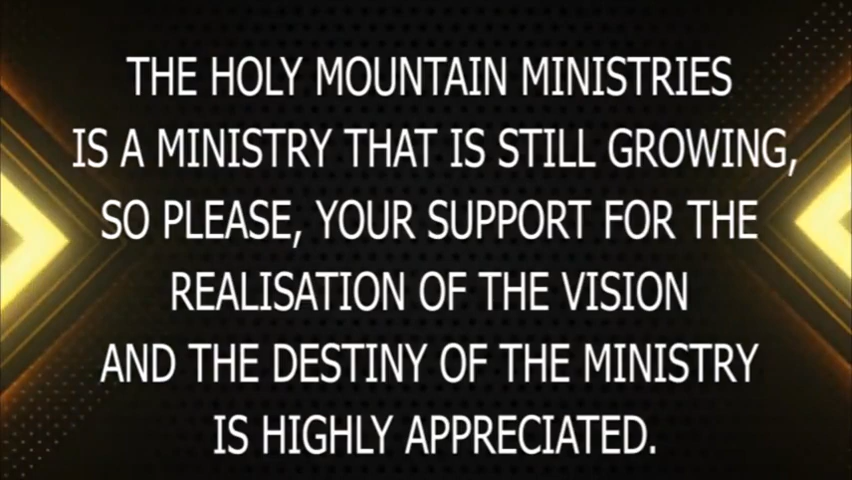 THE HOLY MOUNTAIN MINISTRIES
IS A MINISTRY THAT IS STILL GROWING,
SO PLEASE, YOUR SUPPORT FOR THE
REALISATION OF THE VISION
AND THE DESTINY OF THE MINISTRY
IS HIGHLY APPRECIATED.